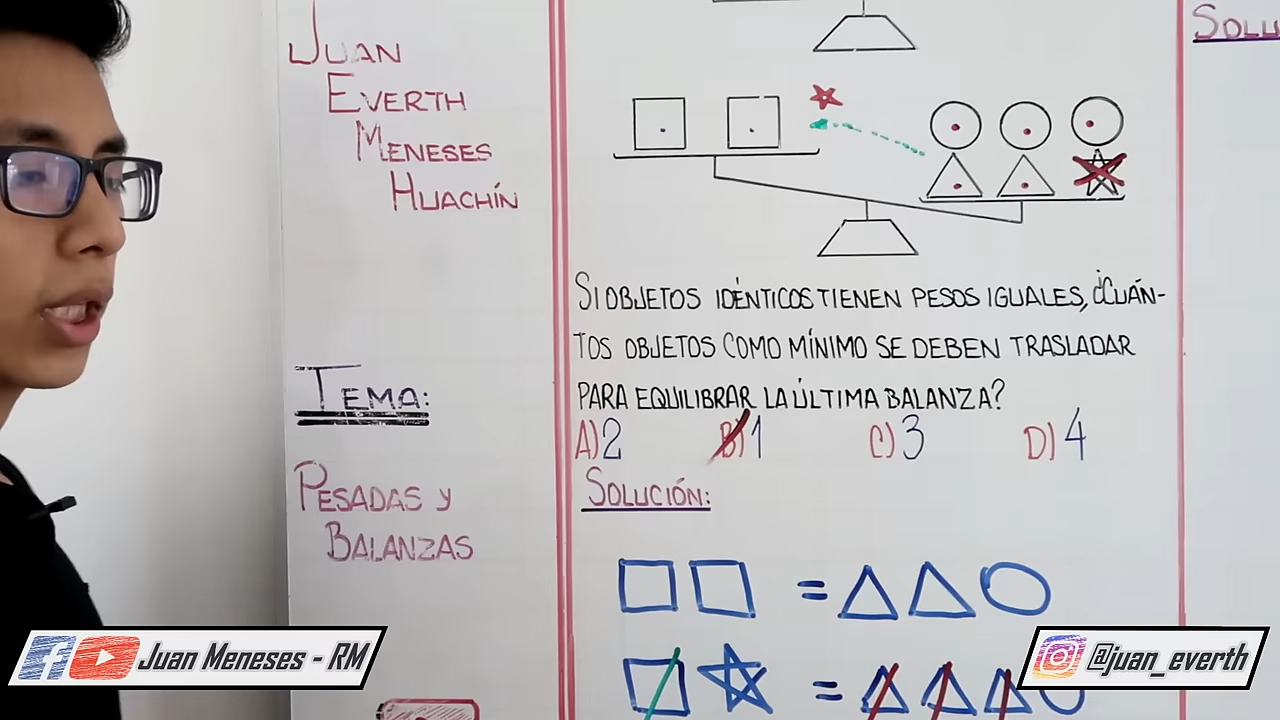 JUAN
EVERTH
MENESES
HUACHÍN
TEMA:
PESADAS Y
BALANZAS
SI OBJETOS IDÉNTICOS TIENEN PESOS IGUALES, ¿CUÁN-
TOS OBJETOS COMO MÍNIMO SE DEBEN TRASLADAR
PARA EQUILIBRAR LA ÚLTIMA BALANZA?
A) 2 B) 1 C) 3 D) 4
SOLUCIÓN:
=
=
SOLU
Juan Meneses - RM
@juan_everth